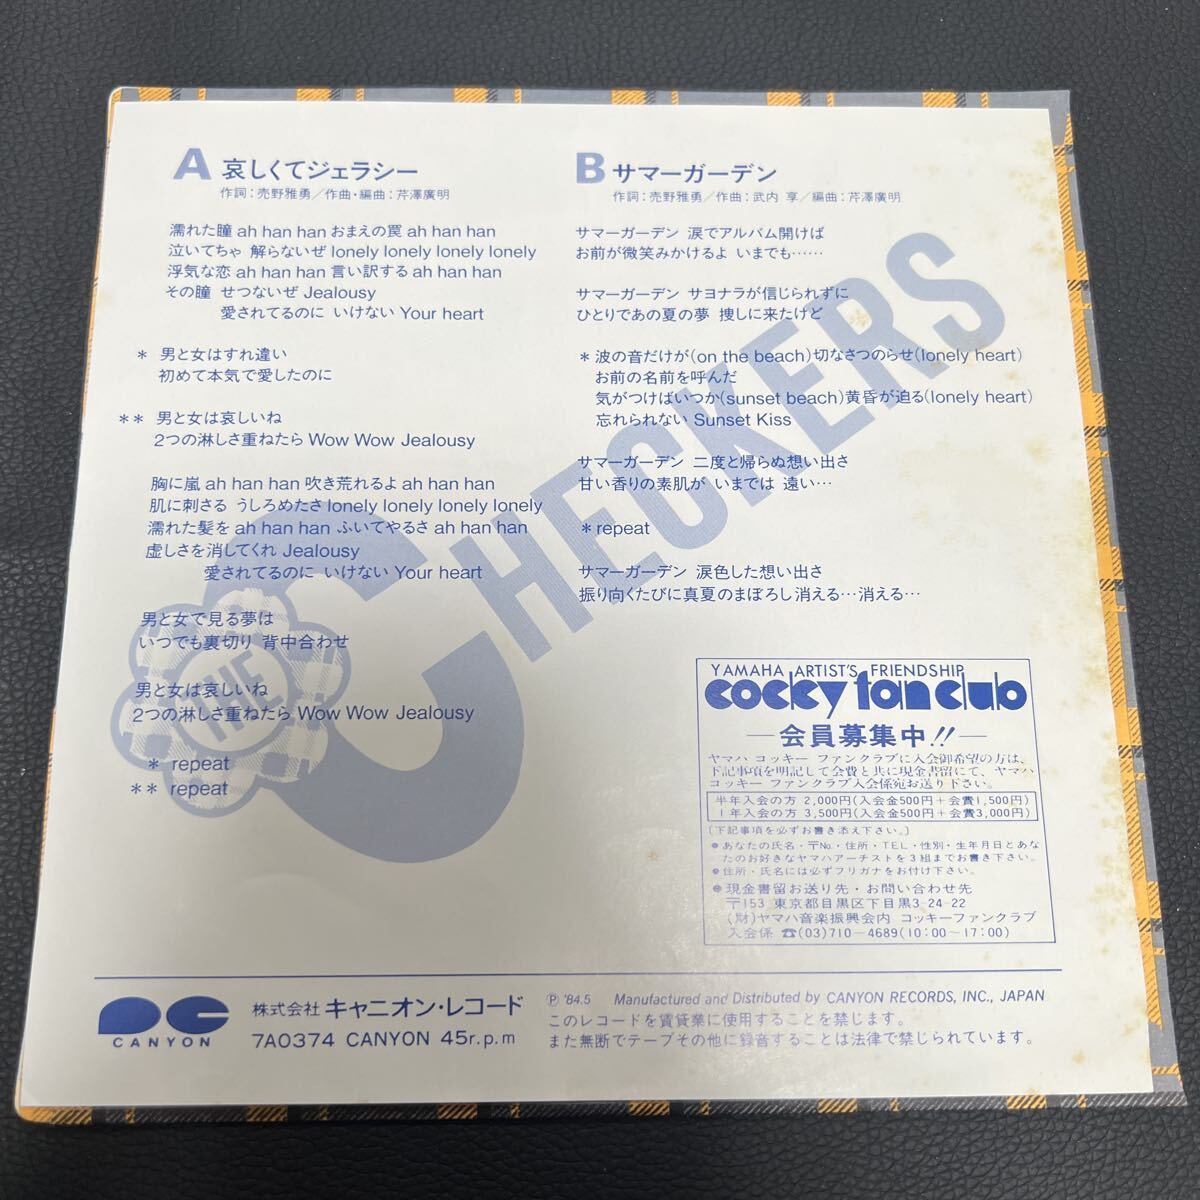 A 哀しくてジェラシー
作詞：売野雅勇／作曲・編曲：芹澤廣明
濡れた瞳 ah han han おまえの罠 ah han han
泣いてちゃ 解らないぜ lonely lonely lonely lonely
浮気な恋 ah han han 言い訳する ah han han
その瞳 せつないぜ Jealousy
愛されてるのに いけない Your heart
* 男と女はすれ違い
初めて本気で愛したのに
** 男と女は哀しいね
2つの淋しさ重ねたら Wow Wow Jealousy
胸に嵐 ah han han 吹き荒れるよ ah han han
肌に刺さる うしろめたさ lonely lonely lonely lonely
濡れた髪を ah han han ふいてやるさ ah han han
虚しさを消してくれ Jealousy
愛されてるのに いけない Your heart
男と女で見る夢は
いつでも裏切り 背中合わせ
男と女は哀しいね
2つの淋しさ重ねたら Wow Wow Jealousy
* repeat
** repeat
B サマーガーデン
作詞：売野雅勇／作曲：武内 享／編曲：芹澤廣明
サマーガーデン 涙でアルバム開けば
お前が微笑みかけるよ いまでも……
サマーガーデン サヨナラが信じられずに
ひとりであの夏の夢 捜しに来たけど
* 波の音だけが(on the beach)切なさつのらせ(lonely heart)
お前の名前を呼んだ
気がつけばいつか(sunset beach)黄昏が迫る(lonely heart)
忘れられない Sunset Kiss
サマーガーデン 二度と帰らぬ想い出さ
甘い香りの素肌が いまでは 遠い…
* repeat
サマーガーデン 涙色した想い出さ
振り向くたびに真夏のまぼろし消える…消える…
THE CHECKERS
YAMAHA ARTIST'S FRIENDSHIP
cocky fan club
—会員募集中!!—
ヤマハ コッキー ファンクラブに入会御希望の方は、
下記事項を明記して会費と共に現金書留にて、ヤマハ
コッキー ファンクラブ入会係宛お送り下さい。
半年入会の方 2,000円(入会金500円＋会費1,500円)
1年入会の方 3,500円(入会金500円＋会費3,000円)
〔下記事項を必ずお書き添え下さい。〕
●あなたの氏名・〒No.・住所・TEL・性別・生年月日とあな
たのお好きなヤマハアーチストを3組までお書き下さい。
●住所・氏名には必ずフリガナをお付け下さい。
●現金書留お送り先・お問い合わせ先
〒153 東京都目黒区下目黒3-24-22
(財)ヤマハ音楽振興会内 コッキーファンクラブ
入会係 ☎(03)710-4689(10:00～17:00)
CANYON
株式会社 キャニオン・レコード
7A0374 CANYON 45r.p.m
Ⓟ '84.5 Manufactured and Distributed by CANYON RECORDS, INC., JAPAN
このレコードを賃貸業に使用することを禁じます。
また無断でテープその他に録音することは法律で禁じられています。